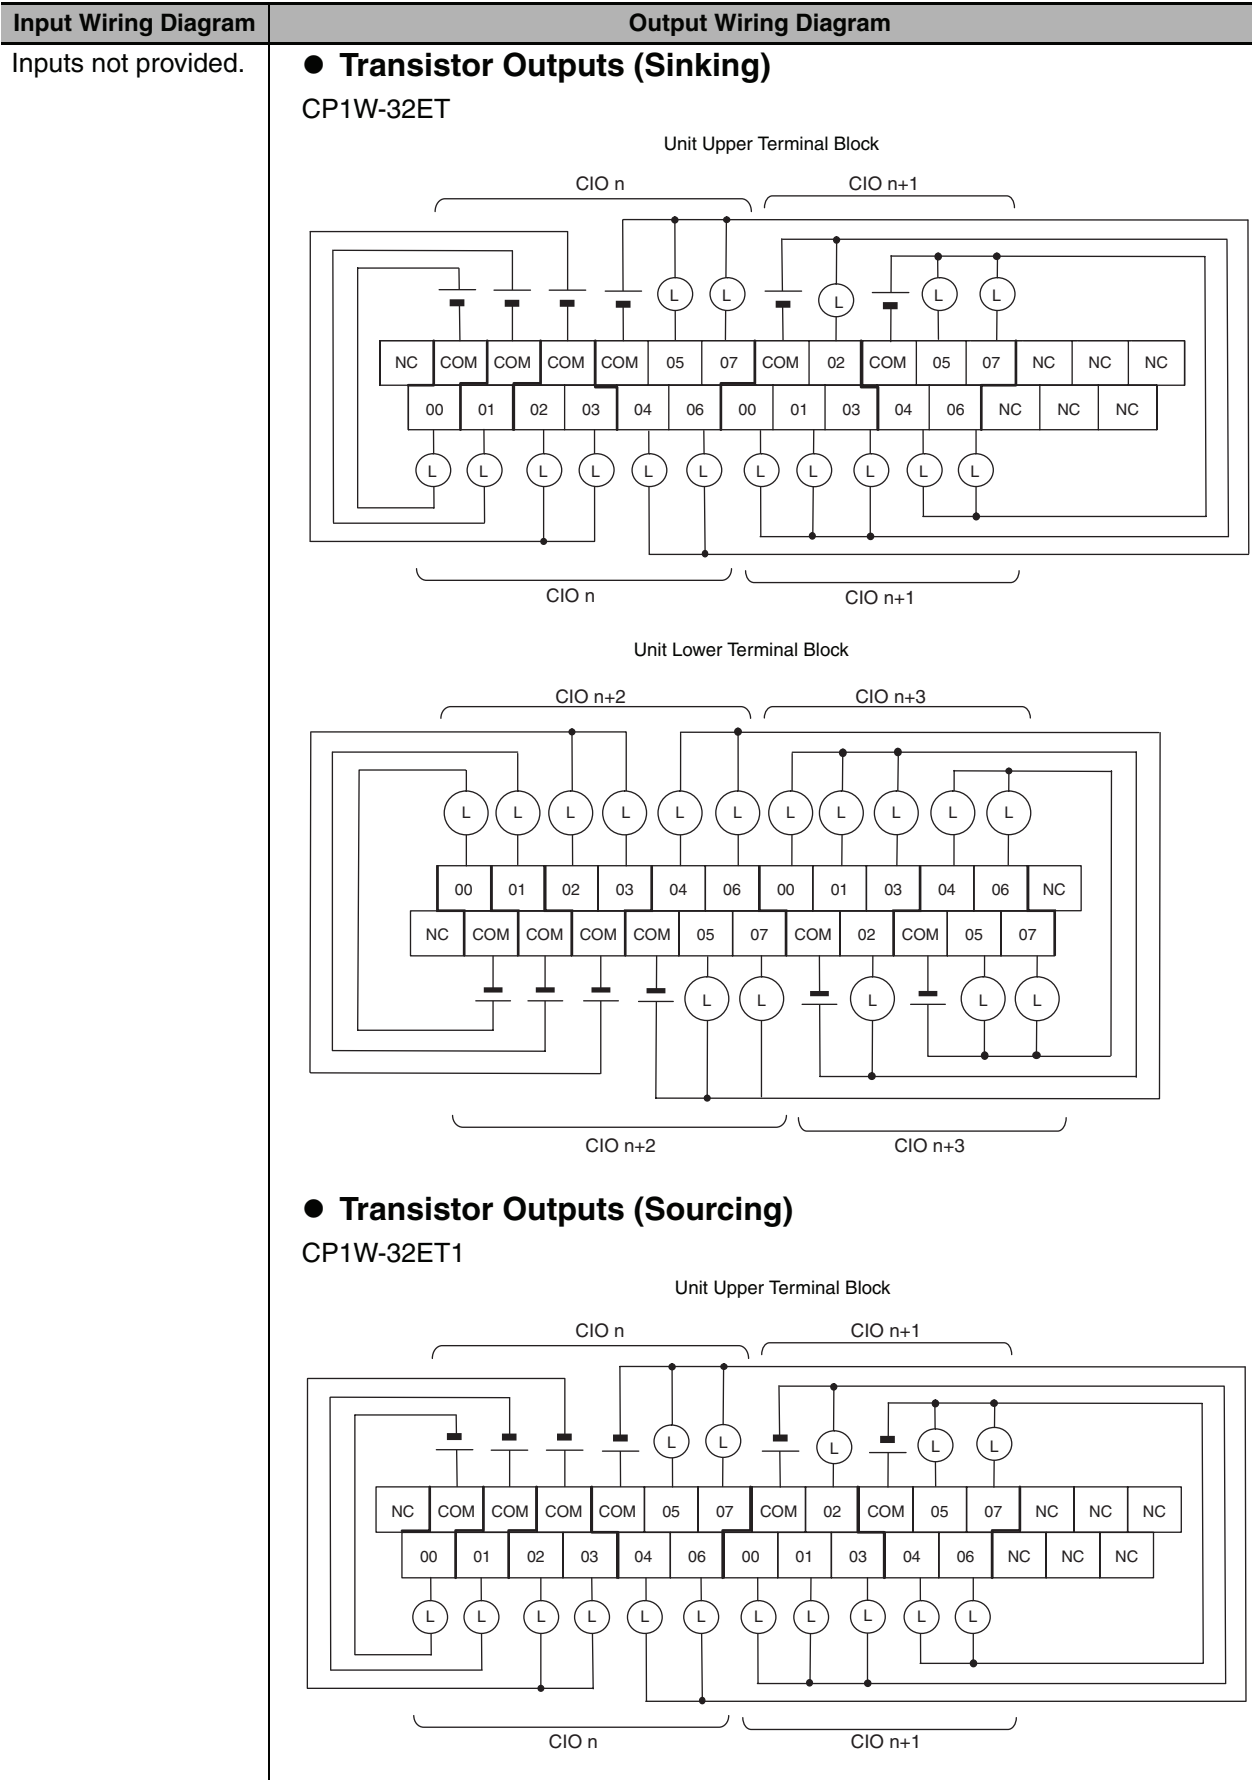 Input Wiring Diagram Output Wiring Diagram
Inputs not provided.
● Transistor Outputs (Sinking)
CP1W-32ET
Unit Upper Terminal Block
CIO n CIO n+1
L L L L L
NC COM COM COM COM 05 07 COM 02 COM 05 07 NC NC NC
00 01 02 03 04 06 00 01 03 04 06 NC NC NC
L L L L L L L L L L L
CIO n CIO n+1
Unit Lower Terminal Block
CIO n+2 CIO n+3
L L L L L L L L L L L
00 01 02 03 04 06 00 01 03 04 06 NC
NC COM COM COM COM 05 07 COM 02 COM 05 07
L L L L L
CIO n+2 CIO n+3
● Transistor Outputs (Sourcing)
CP1W-32ET1
Unit Upper Terminal Block
CIO n CIO n+1
L L L L L
NC COM COM COM COM 05 07 COM 02 COM 05 07 NC NC NC
00 01 02 03 04 06 00 01 03 04 06 NC NC NC
L L L L L L L L L L L
CIO n CIO n+1